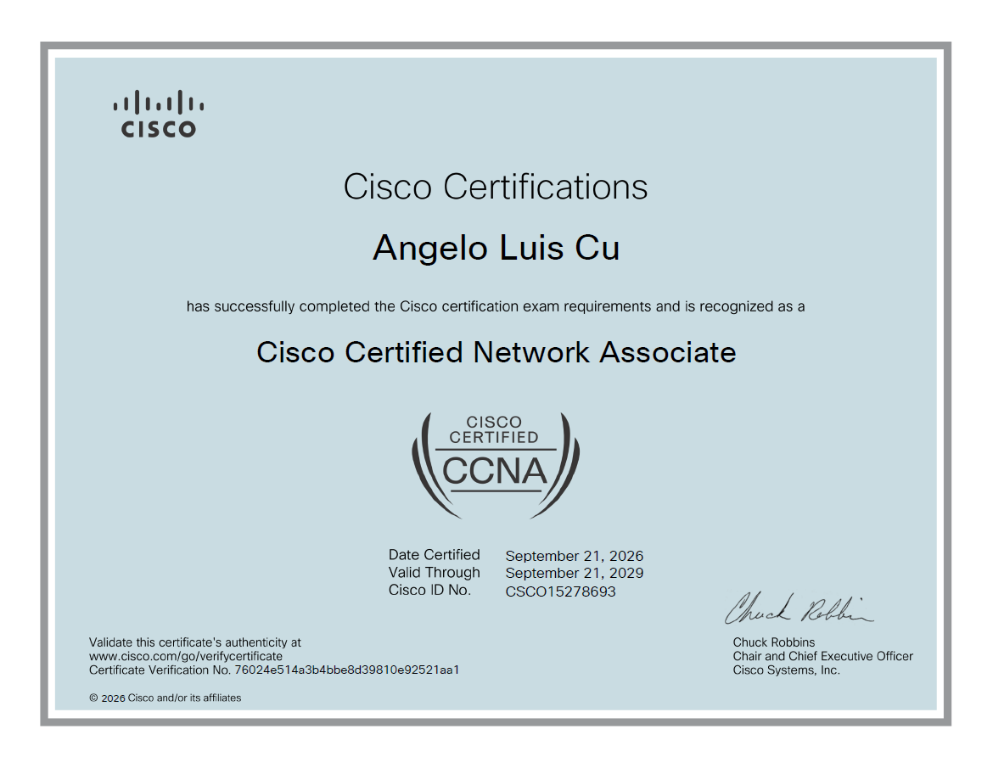 CISCO
Cisco Certifications
Angelo Luis Cu
has successfully completed the Cisco certification exam requirements and is recognized as a
Cisco Certified Network Associate
CISCO
CERTIFIED
CCNA
Date Certified September 21, 2026
Valid Through September 21, 2029
Cisco ID No. CSCO15278693
Chuck Robbins
Validate this certificate's authenticity at
www.cisco.com/go/verifycertificate
Certificate Verification No. 76024e514a3b4bbe8d39810e92521aa1
© 2026 Cisco and/or its affiliates
Chuck Robbins
Chair and Chief Executive Officer
Cisco Systems, Inc.